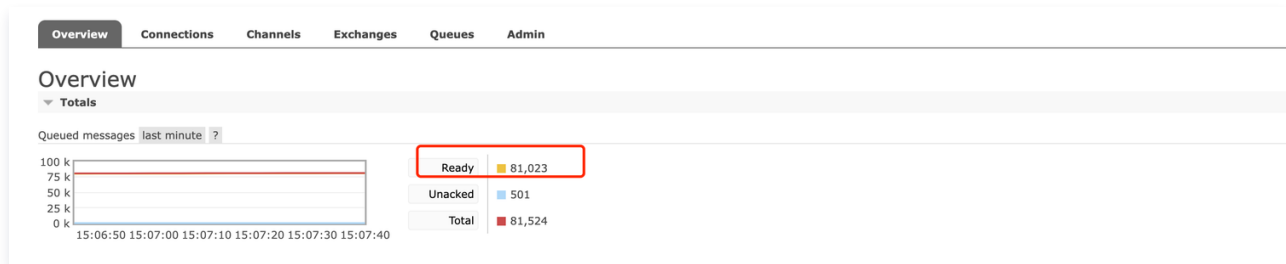 Overview Connections Channels Exchanges Queues Admin
Overview
Totals
Queued messages last minute ?
100 k
75 k
50 k
25 k
0 k
15:06:50 15:07:00 15:07:10 15:07:20 15:07:30 15:07:40
Ready 81,023
Unacked 501
Total 81,524